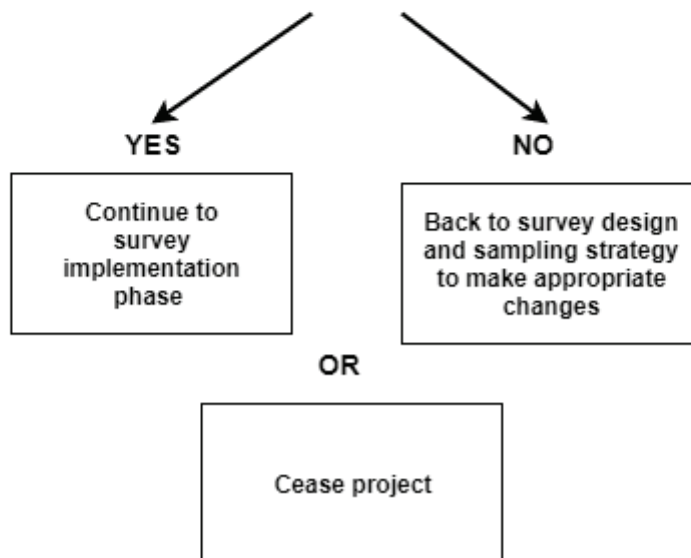 YES
NO
Continue to
survey
implementation
phase
Back to survey design
and sampling strategy
to make appropriate
changes
OR
Cease project